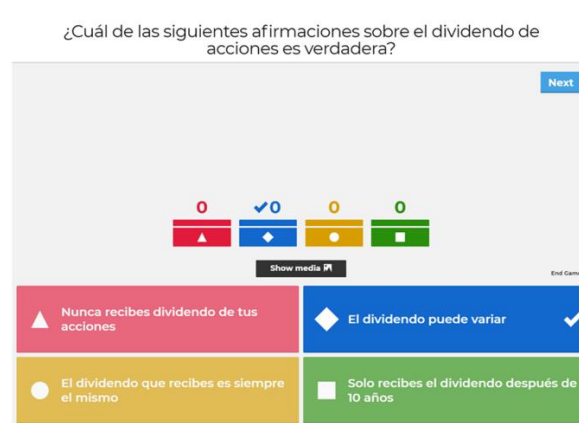 ¿Cuál de las siguientes afirmaciones sobre el dividendo de
acciones es verdadera?
Next
0
0
0
0
Show media
End Game
Nunca recibes dividendo de tus
acciones
El dividendo puede variar
El dividendo que recibes es siempre
el mismo
Solo recibes el dividendo después de
10 años